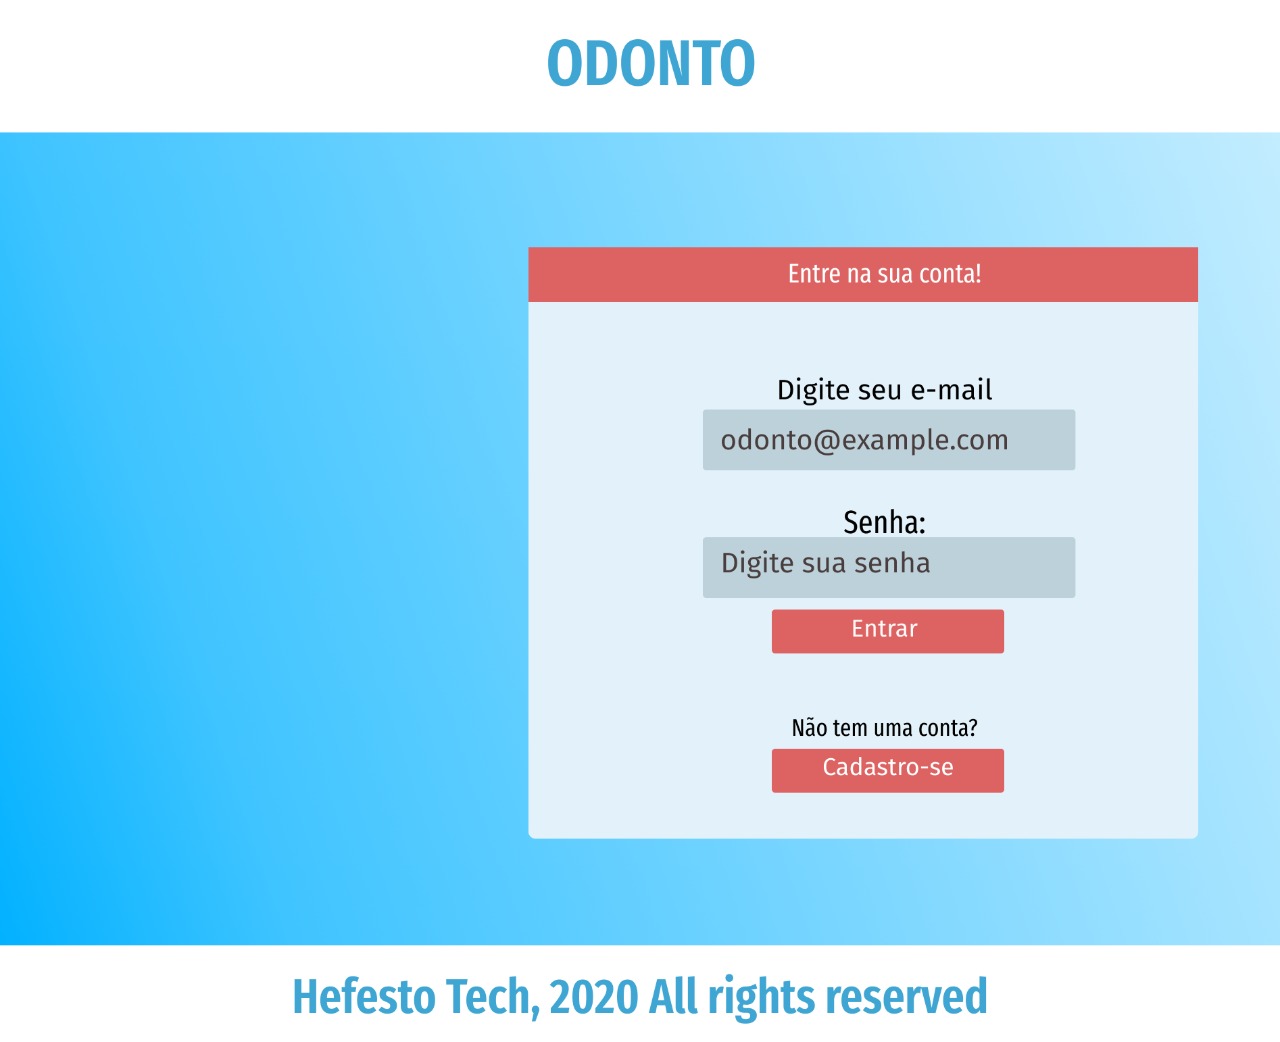 ODONTO
Entre na sua conta!
Digite seu e-mail
odonto@example.com
Senha:
Digite sua senha
Entrar
Não tem uma conta?
Cadastro-se
Hefesto Tech, 2020 All rights reserved